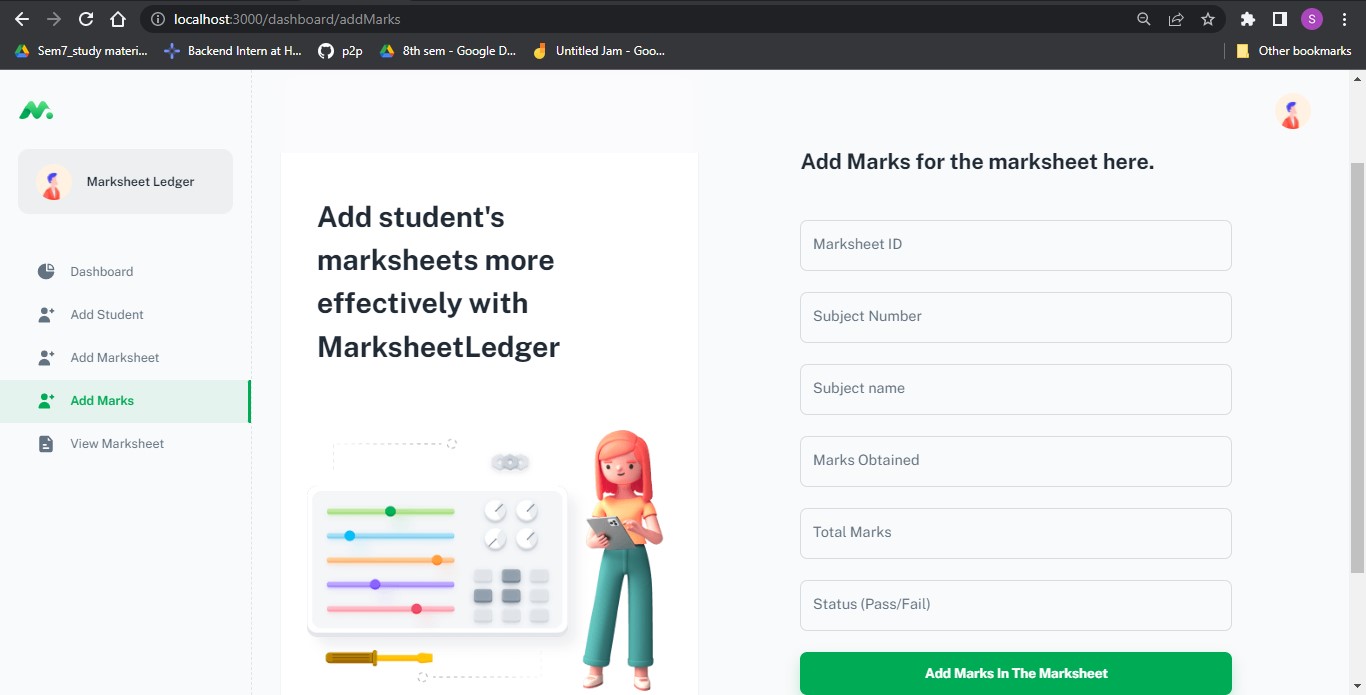 localhost:3000/dashboard/addMarks
S
Sem7_study materi...
Backend Intern at H...
p2p
8th sem - Google D...
Untitled Jam - Goo...
Other bookmarks
Marksheet Ledger
Dashboard
Add Student
Add Marksheet
Add Marks
View Marksheet
Add student's
marksheets more
effectively with
MarksheetLedger
Add Marks for the marksheet here.
Marksheet ID
Subject Number
Subject name
Marks Obtained
Total Marks
Status (Pass/Fail)
Add Marks In The Marksheet